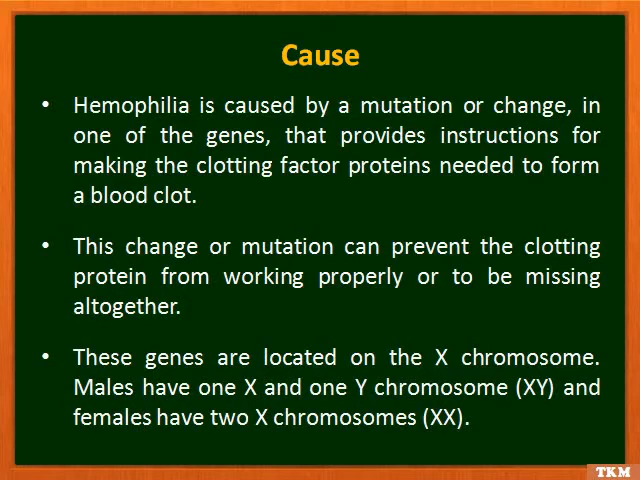 Cause
• Hemophilia is caused by a mutation or change, in
one of the genes, that provides instructions for
making the clotting factor proteins needed to form
a blood clot.
• This change or mutation can prevent the clotting
protein from working properly or to be missing
altogether.
• These genes are located on the X chromosome.
Males have one X and one Y chromosome (XY) and
females have two X chromosomes (XX).
TKM